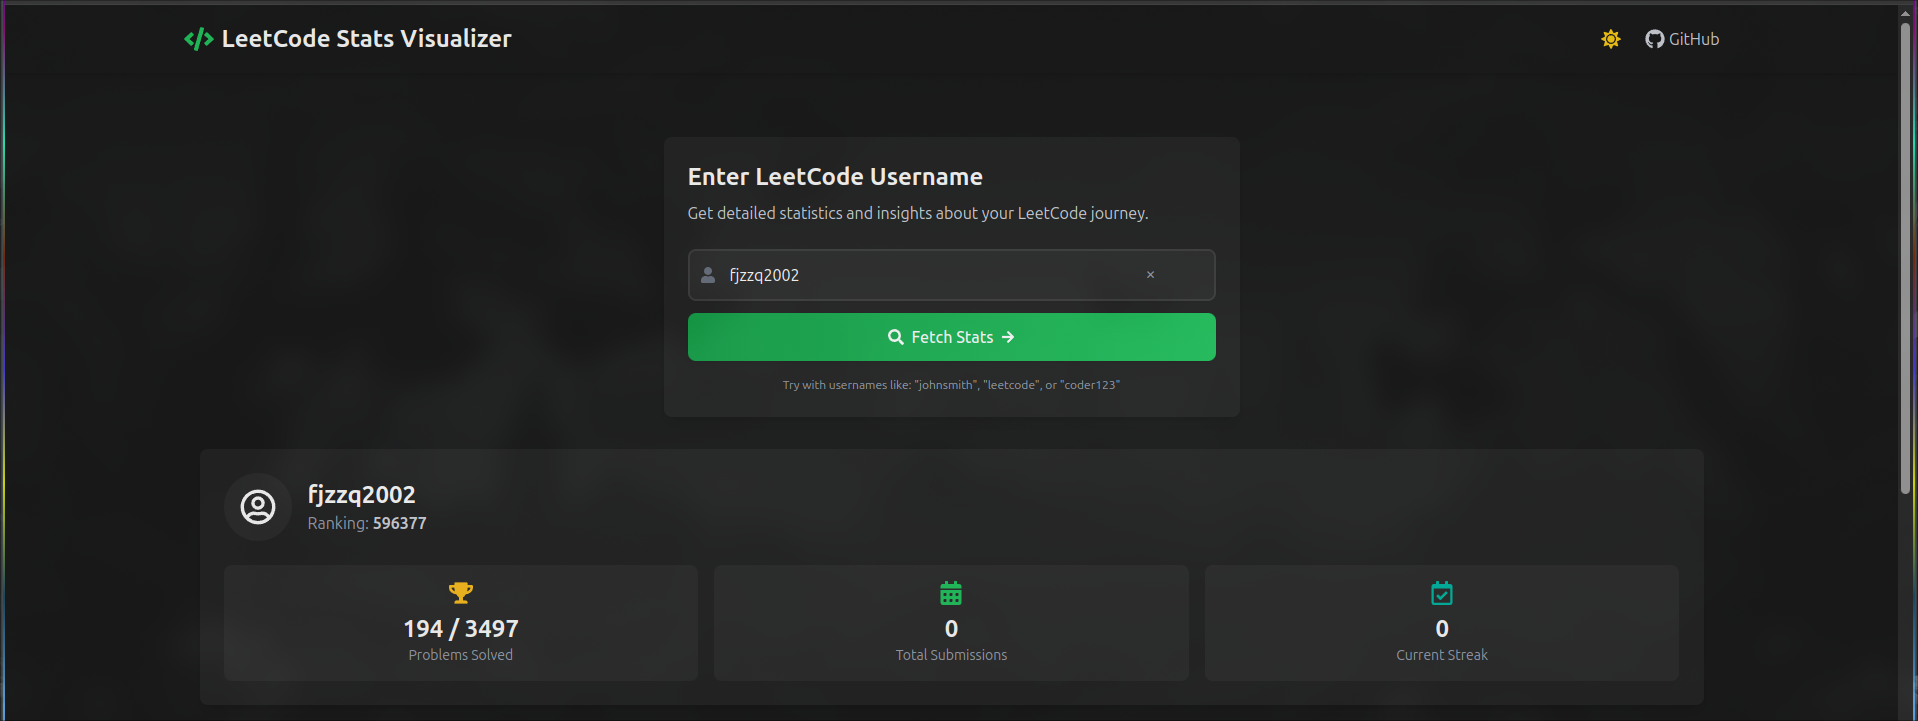 LeetCode Stats Visualizer
GitHub
Enter LeetCode Username
Get detailed statistics and insights about your LeetCode journey.
fjzzq2002 ×
Fetch Stats →
Try with usernames like: "johnsmith", "leetcode", or "coder123"
fjzzq2002
Ranking: 596377
194 / 3497
Problems Solved
0
Total Submissions
0
Current Streak